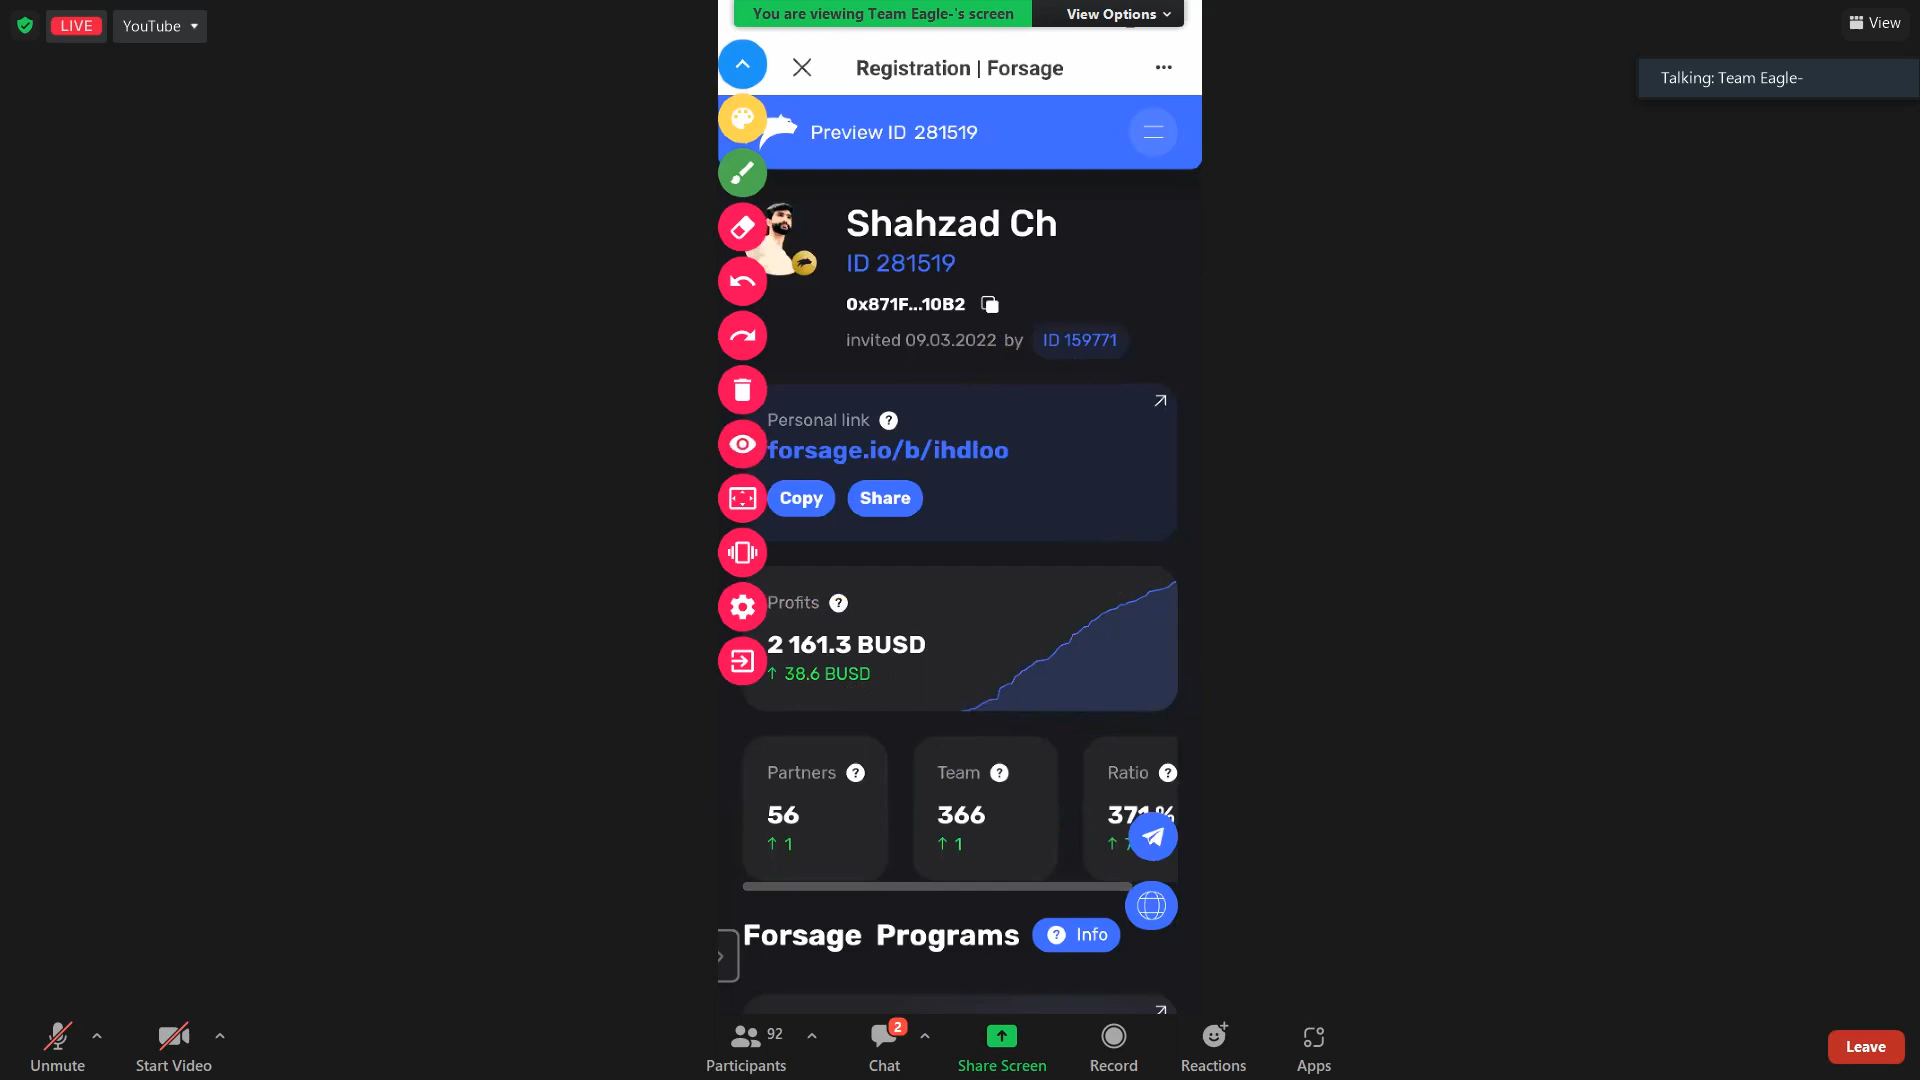 LIVE
YouTube
You are viewing Team Eagle-'s screen
View Options
View
Talking: Team Eagle-
Registration | Forsage
Preview ID 281519
Shahzad Ch
ID 281519
0x871F...10B2
invited 09.03.2022 by ID 159771
Personal link ?
forsage.io/b/ihdloo
Copy
Share
Profits ?
2 161.3 BUSD
↑ 38.6 BUSD
Partners ?
56
↑ 1
Team ?
366
↑ 1
Ratio ?
371 %
↑ 7
Forsage Programs
? Info
Unmute
Start Video
92
Participants
2
Chat
Share Screen
Record
Reactions
Apps
Leave